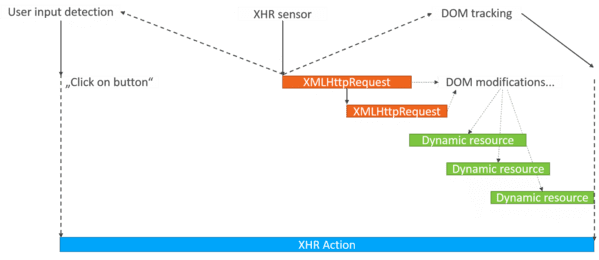 User input detection
XHR sensor
DOM tracking
„Click on button“
XMLHttpRequest
DOM modifications...
XMLHttpRequest
Dynamic resource
Dynamic resource
Dynamic resource
XHR Action